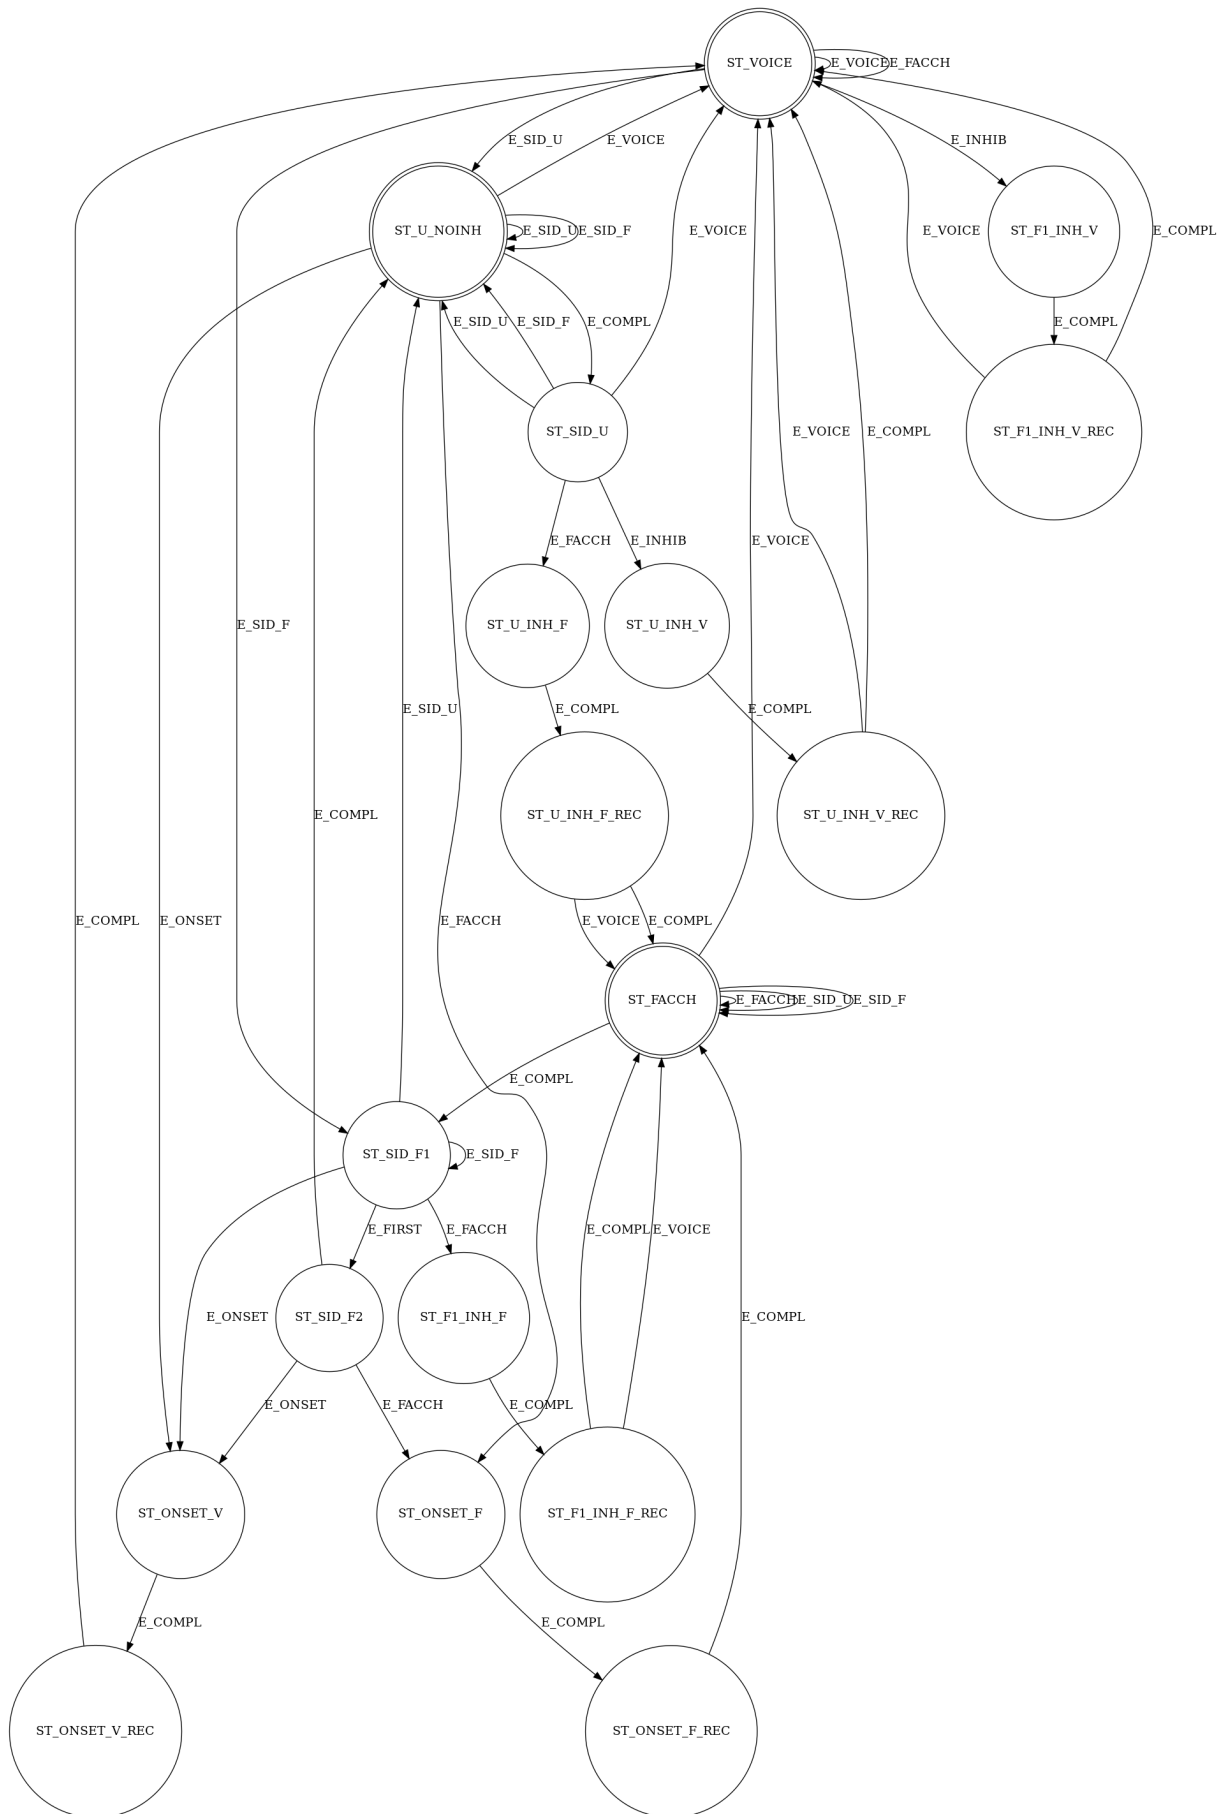 ST_VOICE
E_VOICE
E_FACCH
E_SID_U
E_VOICE
E_INHIB
ST_U_NOINH
E_SID_U
E_SID_F
E_VOICE
ST_F1_INH_V
E_VOICE
E_COMPL
E_SID_U
E_SID_F
E_COMPL
E_COMPL
ST_SID_U
E_VOICE
E_COMPL
ST_F1_INH_V_REC
E_FACCH
E_INHIB
E_VOICE
E_SID_F
ST_U_INH_F
ST_U_INH_V
E_SID_U
E_COMPL
E_COMPL
E_COMPL
ST_U_INH_F_REC
ST_U_INH_V_REC
E_COMPL
E_ONSET
E_FACCH
E_VOICE
E_COMPL
ST_FACCH
E_FACCH
E_SID_U
E_SID_F
E_COMPL
ST_SID_F1
E_SID_F
E_FIRST
E_FACCH
E_COMPL
E_VOICE
E_ONSET
ST_SID_F2
ST_F1_INH_F
E_COMPL
E_ONSET
E_FACCH
E_COMPL
ST_ONSET_V
ST_ONSET_F
ST_F1_INH_F_REC
E_COMPL
E_COMPL
ST_ONSET_V_REC
ST_ONSET_F_REC